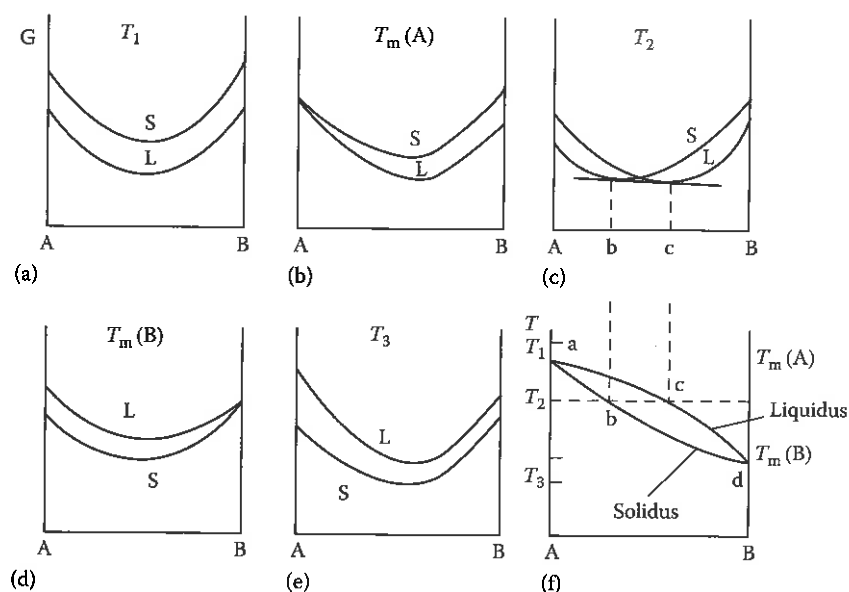 G
T₁
S
L
A
B
(a)
Tₘ(A)
S
L
A
B
(b)
T₂
S
L
A
b
c
B
(c)
Tₘ(B)
L
S
A
B
(d)
T₃
L
S
A
B
(e)
T
T₁
a
Tₘ(A)
T₂
b
c
Liquidus
Tₘ(B)
d
T₃
Solidus
A
B
(f)